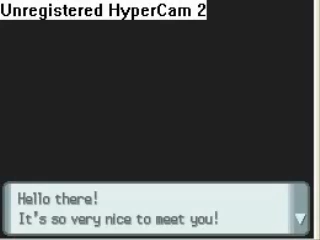 Unregistered HyperCam 2
Hello there!
It's so very nice to meet you!